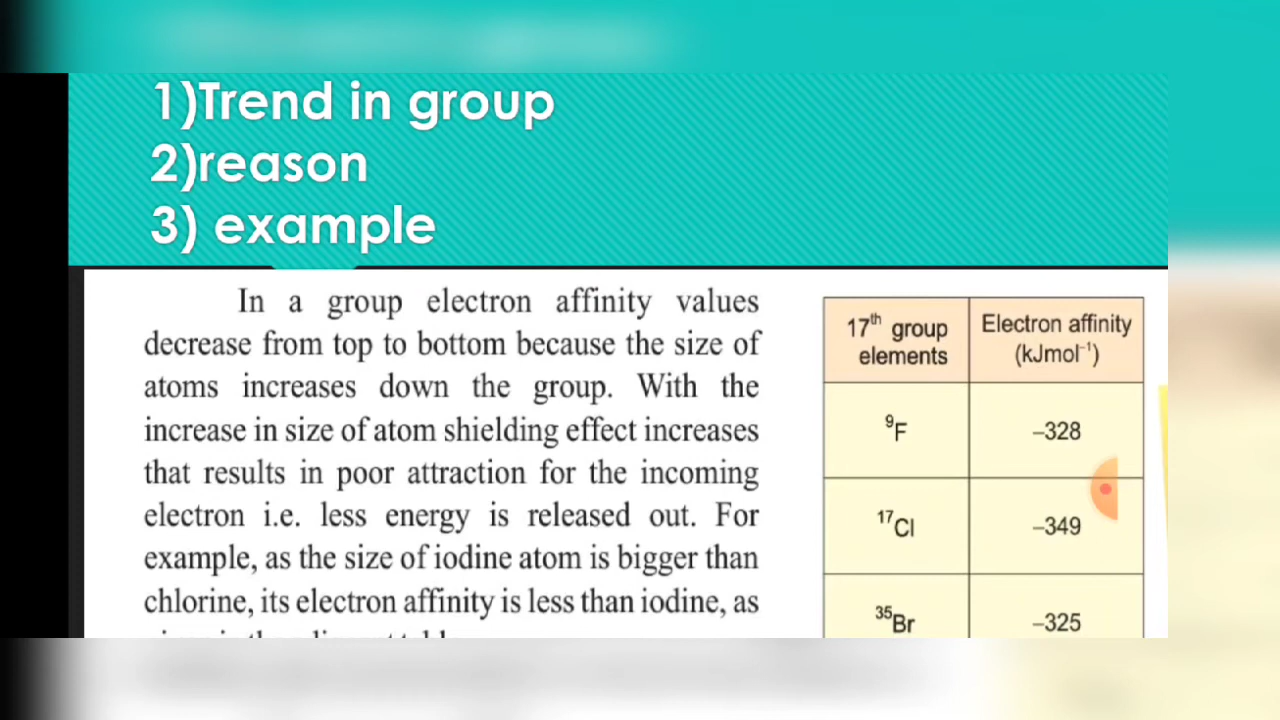 1)Trend in group
2)reason
3) example
In a group electron affinity values
decrease from top to bottom because the size of
atoms increases down the group. With the
increase in size of atom shielding effect increases
that results in poor attraction for the incoming
electron i.e. less energy is released out. For
example, as the size of iodine atom is bigger than
chlorine, its electron affinity is less than iodine, as
17th group elements
Electron affinity (kJmol⁻¹)
⁹F
–328
¹⁷Cl
–349
³⁵Br
–325